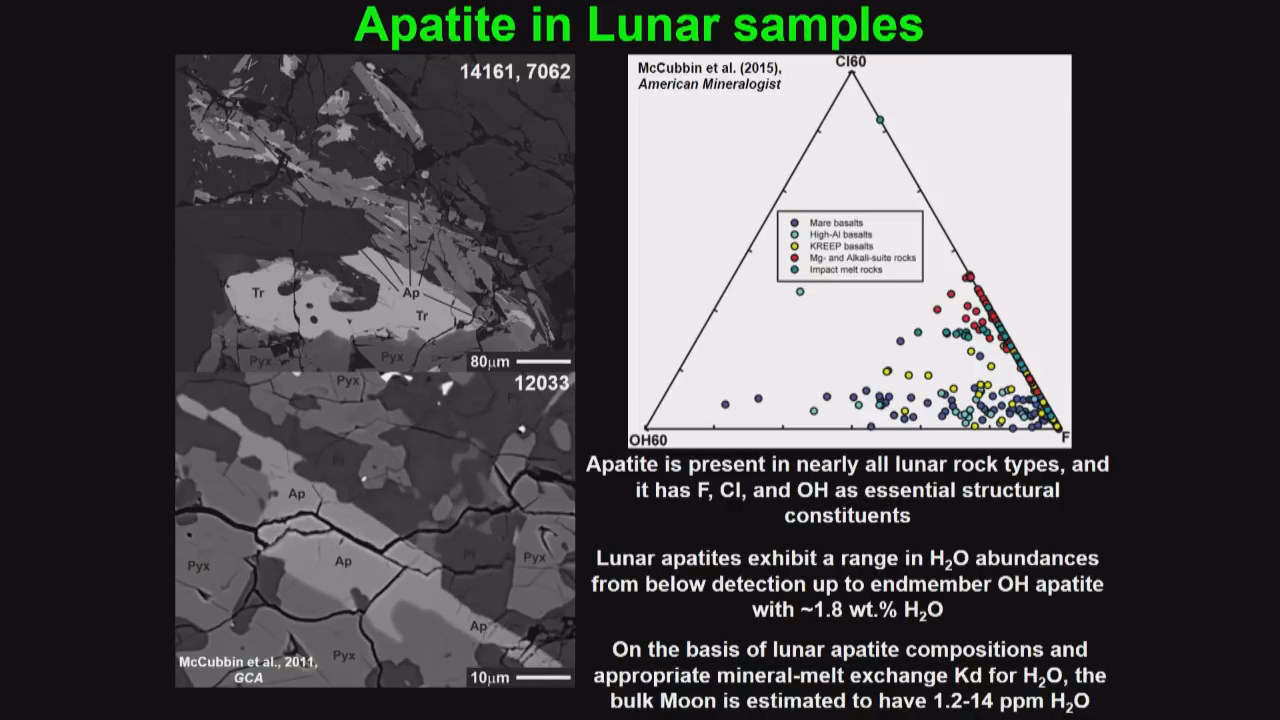 Apatite in Lunar samples
14161, 7062
Tr
Ap
Tr
Pyx
Pyx
80µm
12033
Pyx
Pl
Pl
Ap
Ap
Pl
Pyx
Pyx
Ap
Pyx
McCubbin et al., 2011,
GCA
10µm
McCubbin et al. (2015),
American Mineralogist
Cl60
Mare basalts
High-Al basalts
KREEP basalts
Mg- and Alkali-suite rocks
Impact melt rocks
OH60
F
Apatite is present in nearly all lunar rock types, and
it has F, Cl, and OH as essential structural
constituents
Lunar apatites exhibit a range in H₂O abundances
from below detection up to endmember OH apatite
with ~1.8 wt.% H₂O
On the basis of lunar apatite compositions and
appropriate mineral-melt exchange Kd for H₂O, the
bulk Moon is estimated to have 1.2-14 ppm H₂O